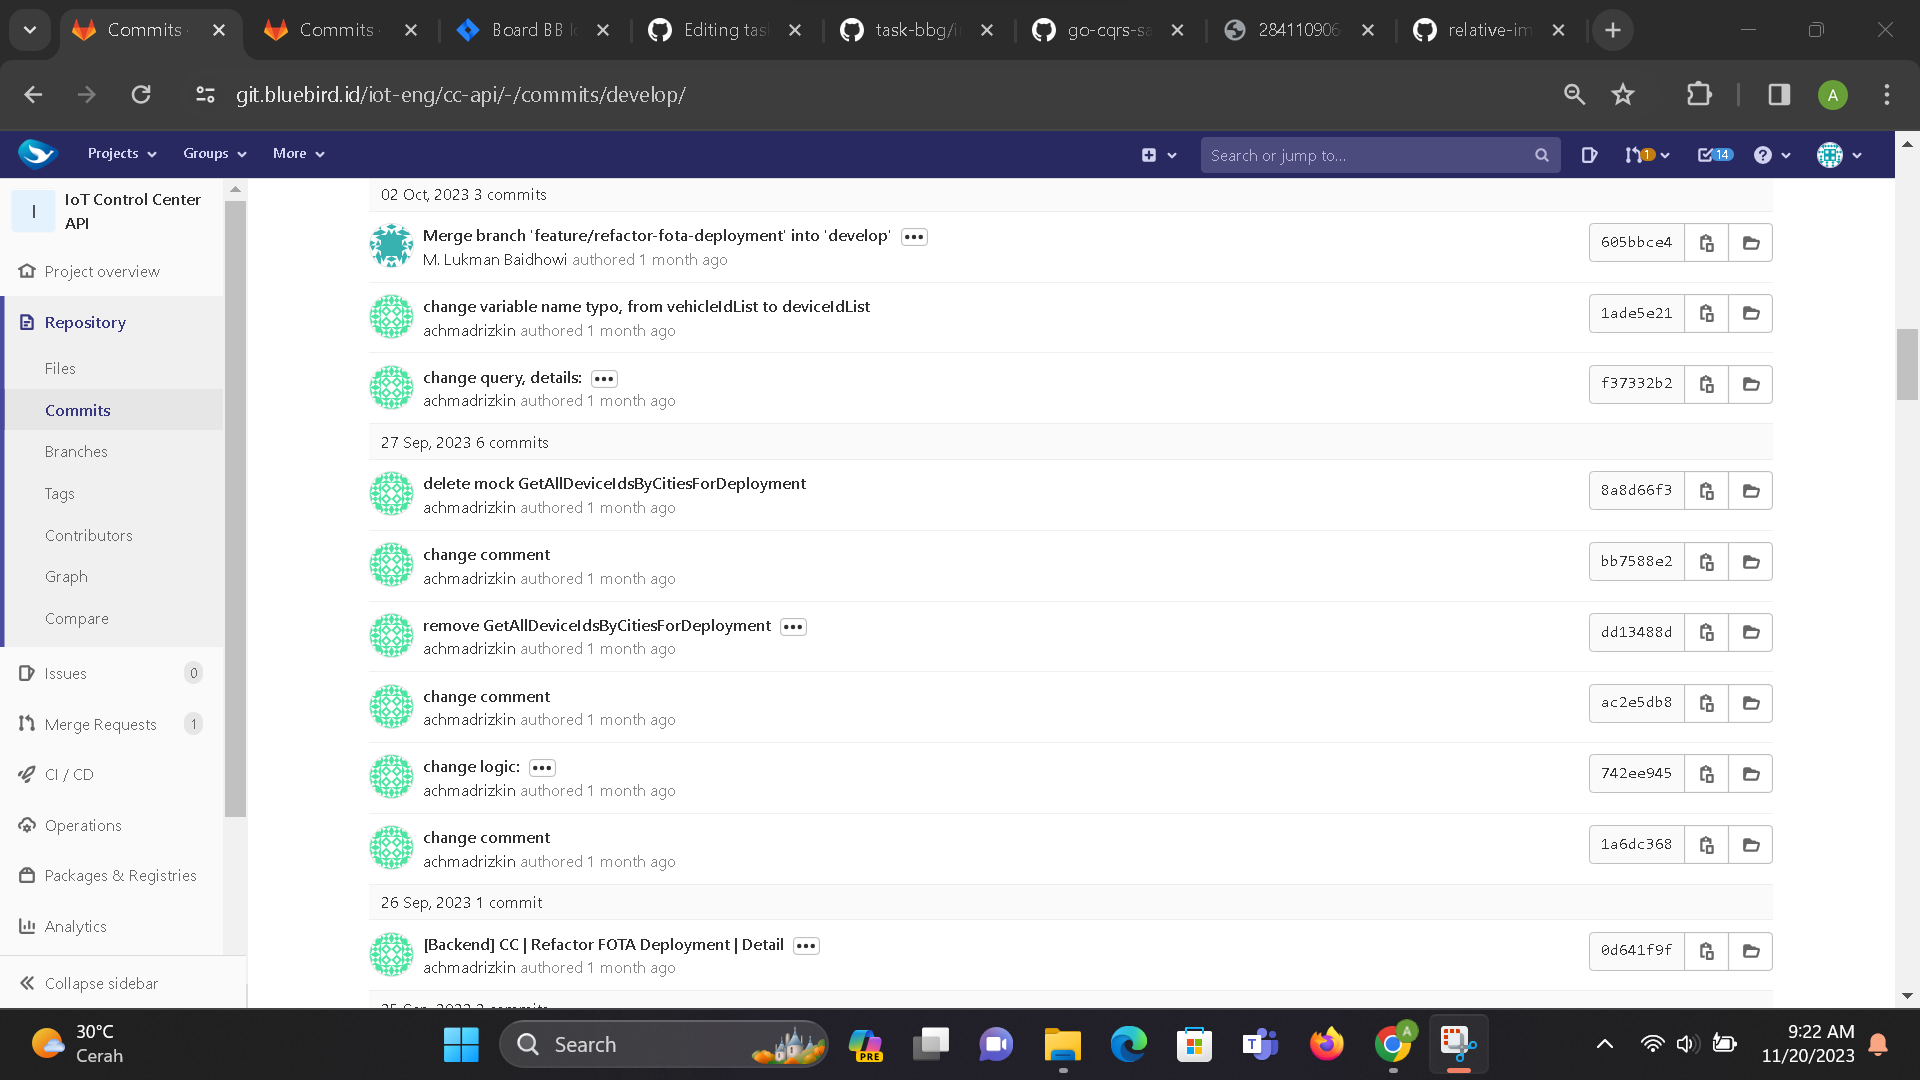 Commits
Commits
Board BB
Editing
task-bbg/
go-cqrs-sa
284110906
relative-im
git.bluebird.id/iot-eng/cc-api/-/commits/develop/
A
Projects
Groups
More
Search or jump to...
1
14
I
IoT Control Center
API
Project overview
Repository
Files
Commits
Branches
Tags
Contributors
Graph
Compare
Issues
0
Merge Requests
1
CI / CD
Operations
Packages & Registries
Analytics
Collapse sidebar
02 Oct, 2023 3 commits
Merge branch 'feature/refactor-fota-deployment' into 'develop'
605bbce4
M. Lukman Baidhowi authored 1 month ago
change variable name typo, from vehicleIdList to deviceIdList
1ade5e21
achmadrizkin authored 1 month ago
change query, details:
f37332b2
achmadrizkin authored 1 month ago
27 Sep, 2023 6 commits
delete mock GetAllDeviceIdsByCitiesForDeployment
8a8d66f3
achmadrizkin authored 1 month ago
change comment
bb7588e2
achmadrizkin authored 1 month ago
remove GetAllDeviceIdsByCitiesForDeployment
dd13488d
achmadrizkin authored 1 month ago
change comment
ac2e5db8
achmadrizkin authored 1 month ago
change logic:
742ee945
achmadrizkin authored 1 month ago
change comment
1a6dc368
achmadrizkin authored 1 month ago
26 Sep, 2023 1 commit
[Backend] CC | Refactor FOTA Deployment | Detail
0d641f9f
achmadrizkin authored 1 month ago
25 Sep, 2023 2 commits
30°C
Cerah
Search
PRE
A
9:22 AM
11/20/2023